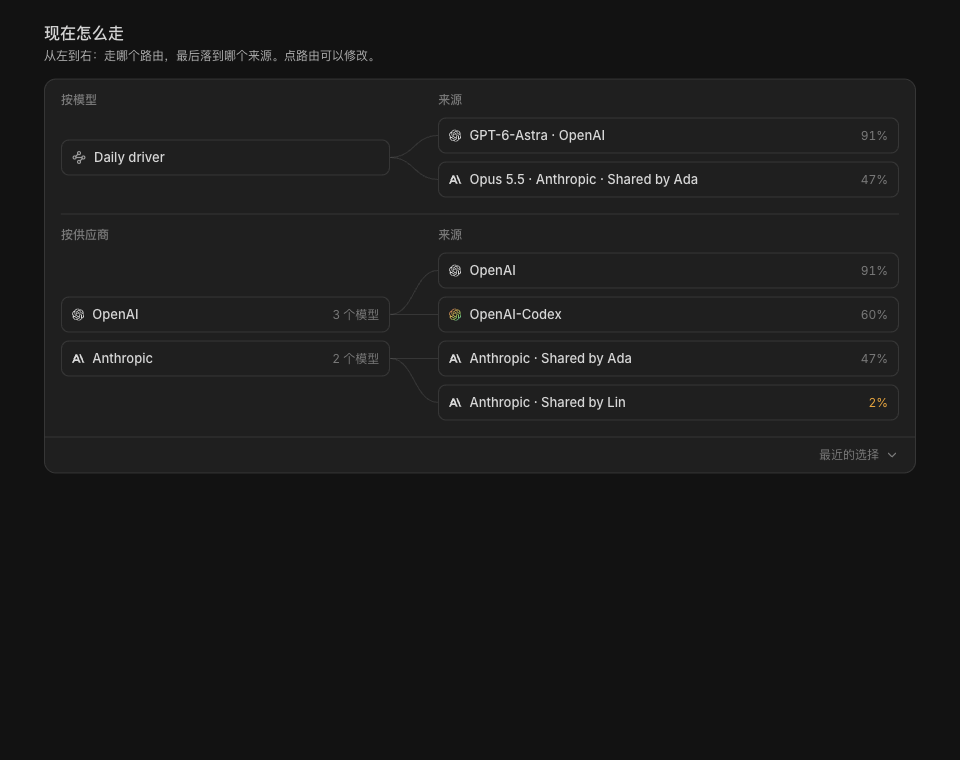 现在怎么走
从左到右：走哪个路由，最后落到哪个来源。点路由可以修改。
按模型
来源
Daily driver
GPT-6-Astra · OpenAI 91%
Opus 5.5 · Anthropic · Shared by Ada 47%
按供应商
来源
OpenAI 3 个模型
Anthropic 2 个模型
OpenAI 91%
OpenAI-Codex 60%
Anthropic · Shared by Ada 47%
Anthropic · Shared by Lin 2%
最近的选择